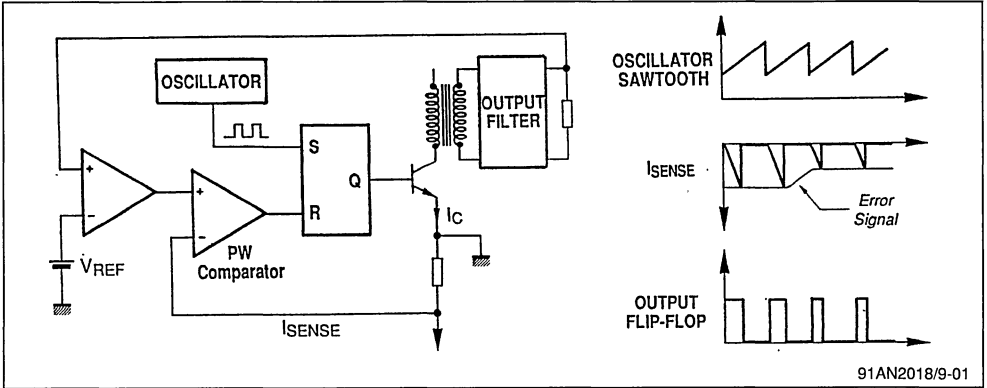 OSCILLATOR
OUTPUT
FILTER
S
Q
R
+
-
+
-
I_C
PW
Comparator
V_REF
I_SENSE
OSCILLATOR
SAWTOOTH
I_SENSE
Error
Signal
OUTPUT
FLIP-FLOP
91AN2018/9-01